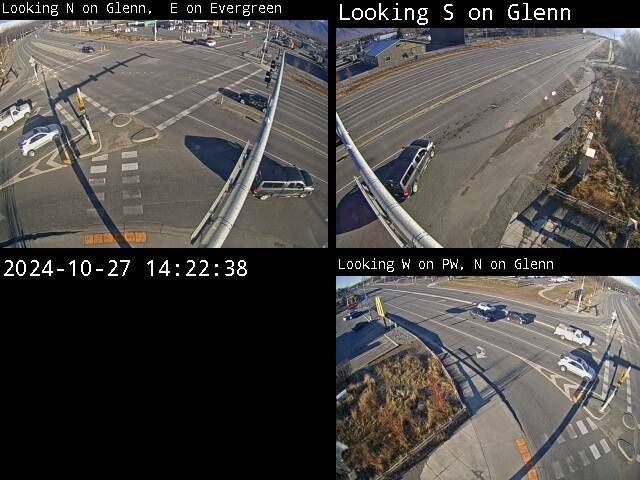 Looking N on Glenn,  E on Evergreen
Looking S on Glenn
2024-10-27 14:22:38
Looking W on PW, N on Glenn